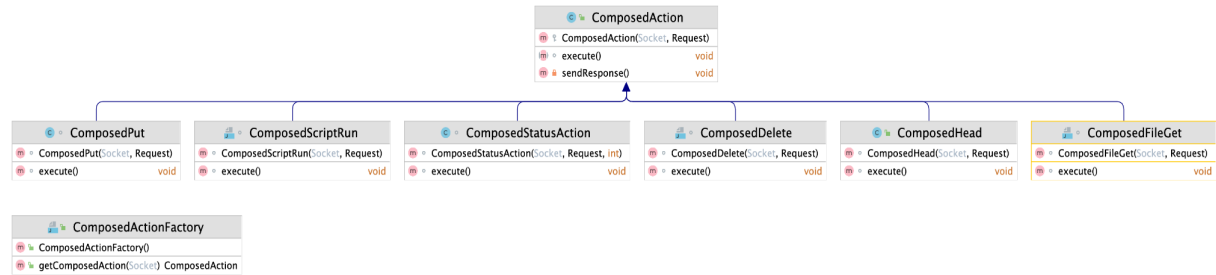 ComposedAction
ComposedAction(Socket, Request)
execute() void
sendResponse() void
ComposedPut
ComposedPut(Socket, Request)
execute() void
ComposedScriptRun
ComposedScriptRun(Socket, Request)
execute() void
ComposedStatusAction
ComposedStatusAction(Socket, Request, int)
execute() void
ComposedDelete
ComposedDelete(Socket, Request)
execute() void
ComposedHead
ComposedHead(Socket, Request)
execute() void
ComposedFileGet
ComposedFileGet(Socket, Request)
execute() void
ComposedActionFactory
ComposedActionFactory()
getComposedAction(Socket) ComposedAction